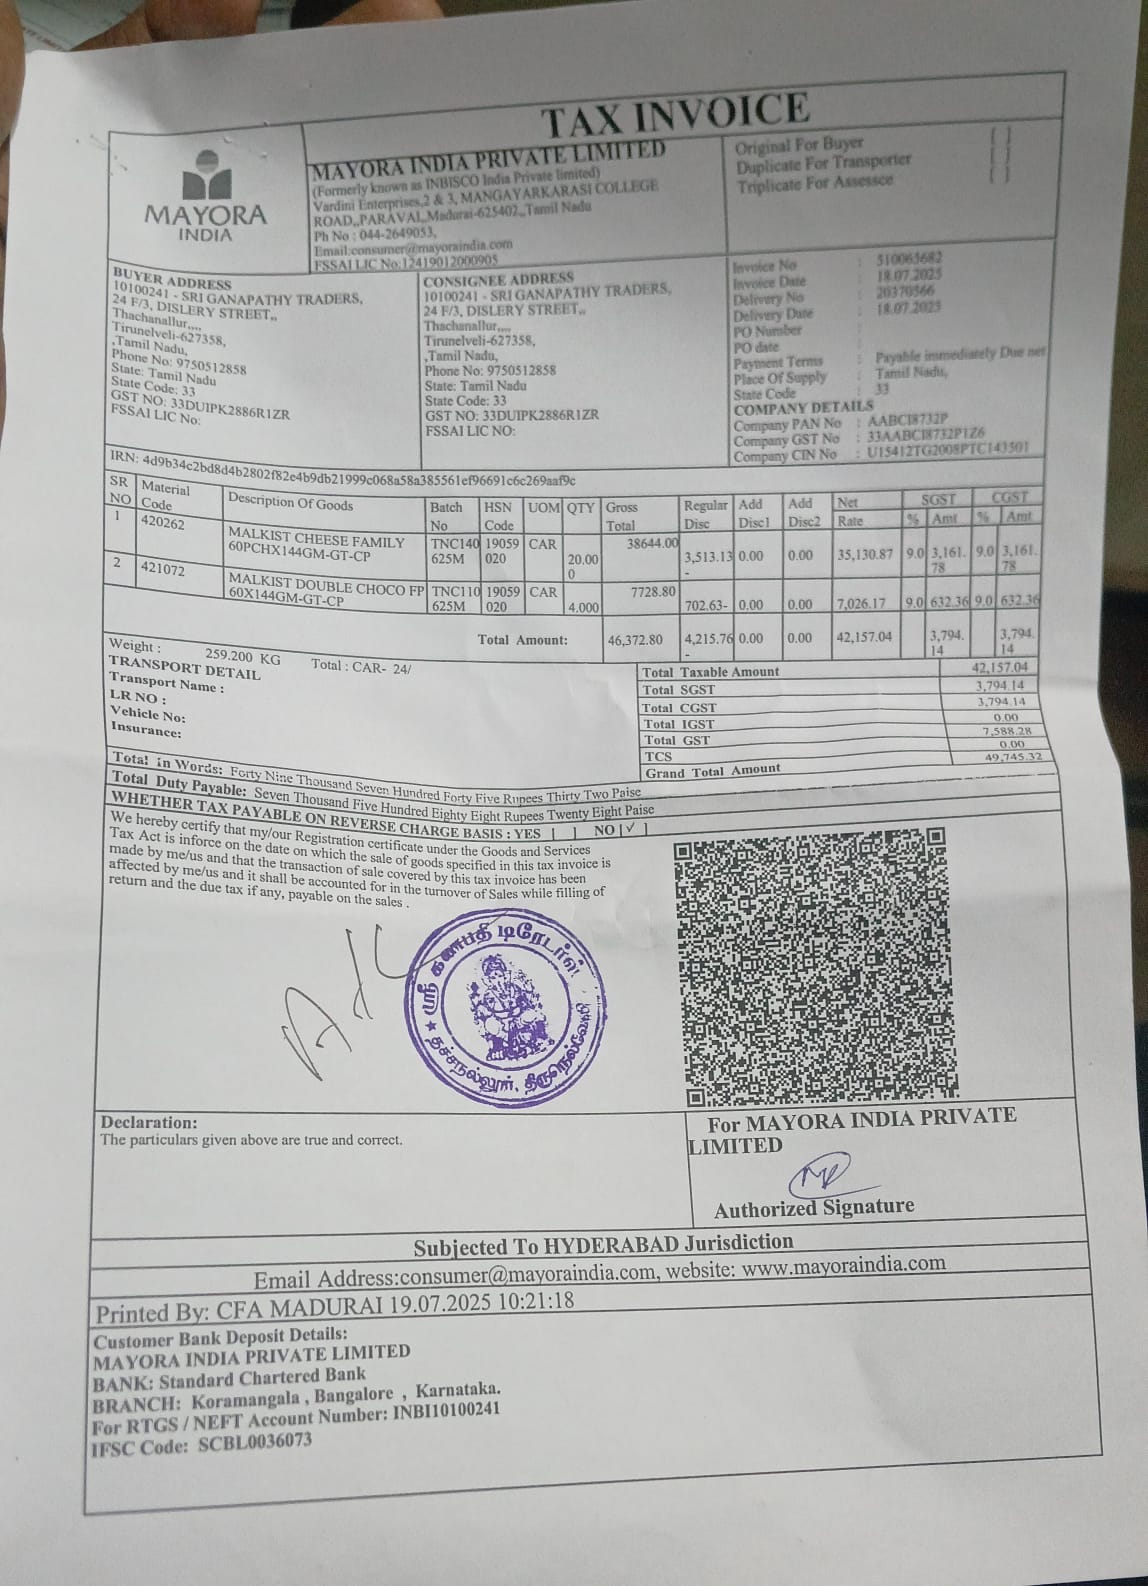 TAX INVOICE
MAYORA
INDIA
MAYORA INDIA PRIVATE LIMITED
(Formerly known as INBISCO India Private limited)
Vardini Enterprises,2 & 3, MANGAYARKARASI COLLEGE
ROAD,,PARAVAI,,Madurai-625402,,Tamil Nadu
Ph No : 044-2649053,
Email:consumer@mayoraindia.com
FSSAI LIC No:12419012000905
Original For Buyer [ ]
Duplicate For Transporter [ ]
Triplicate For Assessee [ ]
BUYER ADDRESS
10100241 - SRI GANAPATHY TRADERS,
24 F/3, DISLERY STREET,,
Thachanallur,,,,
Tirunelveli-627358,
,Tamil Nadu,
Phone No: 9750512858
State: Tamil Nadu
State Code: 33
GST NO: 33DUIPK2886R1ZR
FSSAI LIC No:
CONSIGNEE ADDRESS
10100241 - SRI GANAPATHY TRADERS,
24 F/3, DISLERY STREET,,
Thachanallur,,,,
Tirunelveli-627358,
,Tamil Nadu,
Phone No: 9750512858
State: Tamil Nadu
State Code: 33
GST NO: 33DUIPK2886R1ZR
FSSAI LIC NO:
Invoice No : 510065682
Invoice Date : 18.07.2025
Delivery No : 20370566
Delivery Date : 18.07.2025
PO Number
PO date
Payment Terms : Payable immediately Due net
Place Of Supply : Tamil Nadu,
State Code : 33
COMPANY DETAILS
Company PAN No : AABCI8732P
Company GST No : 33AABCI8732P1Z6
Company CIN No : U15412TG2008PTC143501
IRN: 4d9b34c2bd8d4b2802f82e4b9db21999c068a58a385561ef96691c6c269aaf9c
SR NO Material Code Description Of Goods Batch No HSN Code UOM QTY Gross Total Regular Disc Add Disc1 Add Disc2 Net Rate SGST % Amt CGST % Amt
1 420262 MALKIST CHEESE FAMILY 60PCHX144GM-GT-CP TNC140625M 19059020 CAR 20.000 38644.00 3,513.13- 0.00 0.00 35,130.87 9.0 3,161.78 9.0 3,161.78
2 421072 MALKIST DOUBLE CHOCO FP 60X144GM-GT-CP TNC110625M 19059020 CAR 4.000 7728.80 702.63- 0.00 0.00 7,026.17 9.0 632.36 9.0 632.36
Total Amount: 46,372.80 4,215.76- 0.00 0.00 42,157.04 3,794.14 3,794.14
Weight : 259.200 KG Total : CAR- 24/
TRANSPORT DETAIL
Transport Name :
LR NO :
Vehicle No:
Insurance:
Total Taxable Amount 42,157.04
Total SGST 3,794.14
Total CGST 3,794.14
Total IGST 0.00
Total GST 7,588.28
TCS 0.00
Grand Total Amount 49,745.32
Total in Words: Forty Nine Thousand Seven Hundred Forty Five Rupees Thirty Two Paise
Total Duty Payable: Seven Thousand Five Hundred Eighty Eight Rupees Twenty Eight Paise
WHETHER TAX PAYABLE ON REVERSE CHARGE BASIS : YES [ ] NO [✓]
We hereby certify that my/our Registration certificate under the Goods and Services
Tax Act is inforce on the date on which the sale of goods specified in this tax invoice is
made by me/us and that the transaction of sale covered by this tax invoice has been
affected by me/us and it shall be accounted for in the turnover of Sales while filling of
return and the due tax if any, payable on the sales .
ஸ்ரீ கணபதி டிரேடர்ஸ்
★ தச்சநல்லூர், திருநெல்வேலி
Declaration:
The particulars given above are true and correct.
For MAYORA INDIA PRIVATE
LIMITED
Authorized Signature
Subjected To HYDERABAD Jurisdiction
Email Address:consumer@mayoraindia.com, website: www.mayoraindia.com
Printed By: CFA MADURAI 19.07.2025 10:21:18
Customer Bank Deposit Details:
MAYORA INDIA PRIVATE LIMITED
BANK: Standard Chartered Bank
BRANCH: Koramangala , Bangalore , Karnataka.
For RTGS / NEFT Account Number: INBI10100241
IFSC Code: SCBL0036073